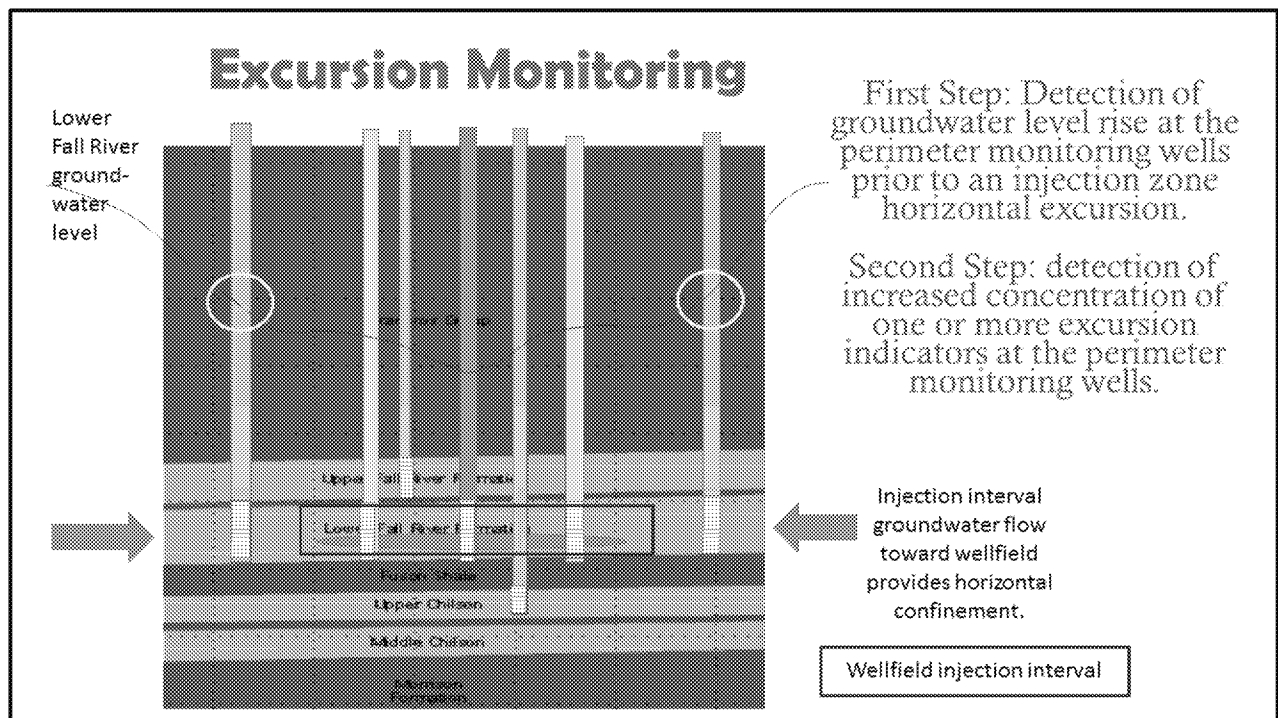 Excursion Monitoring
Lower
Fall River
ground-
water
level
First Step: Detection of
groundwater level rise at the
perimeter monitoring wells
prior to an injection zone
horizontal excursion.
Second Step: detection of
increased concentration of
one or more excursion
indicators at the perimeter
monitoring wells.
Upper Fall River
Lower Fall River
Fuson Shale
Upper Chilson
Middle Chilson
Morrison
Formation
Injection interval
groundwater flow
toward wellfield
provides horizontal
confinement.
Wellfield injection interval